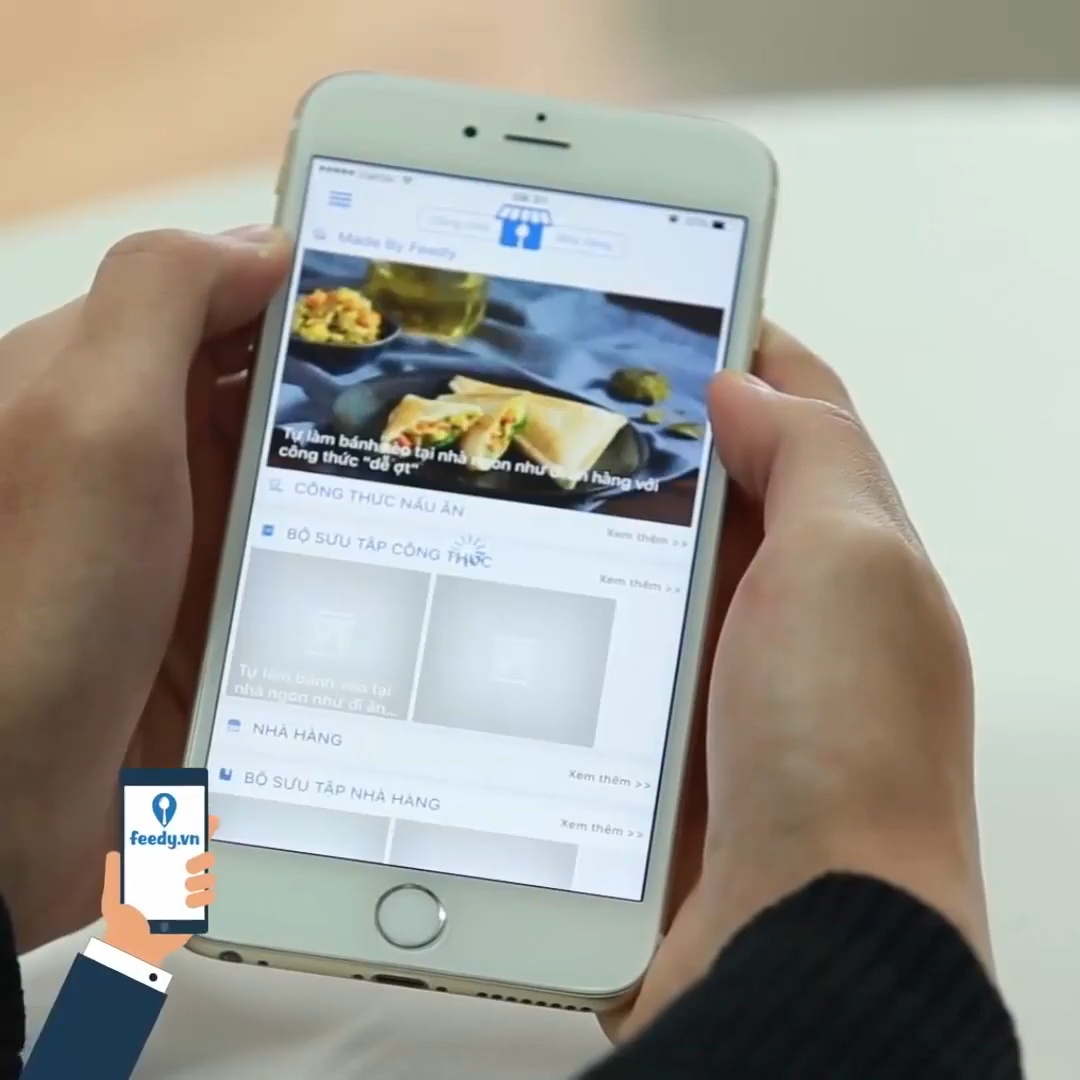 Made By Feedy
Tự làm bánh xèo tại nhà ngon như đi ăn hàng với
công thức "dễ ợt"
CÔNG THỨC NẤU ĂN
Xem thêm >>
BỘ SƯU TẬP CÔNG THỨC
Xem thêm >>
Tự làm bánh xèo tại
nhà ngon như đi ăn...
NHÀ HÀNG
Xem thêm >>
BỘ SƯU TẬP NHÀ HÀNG
Xem thêm >>
feedy.vn